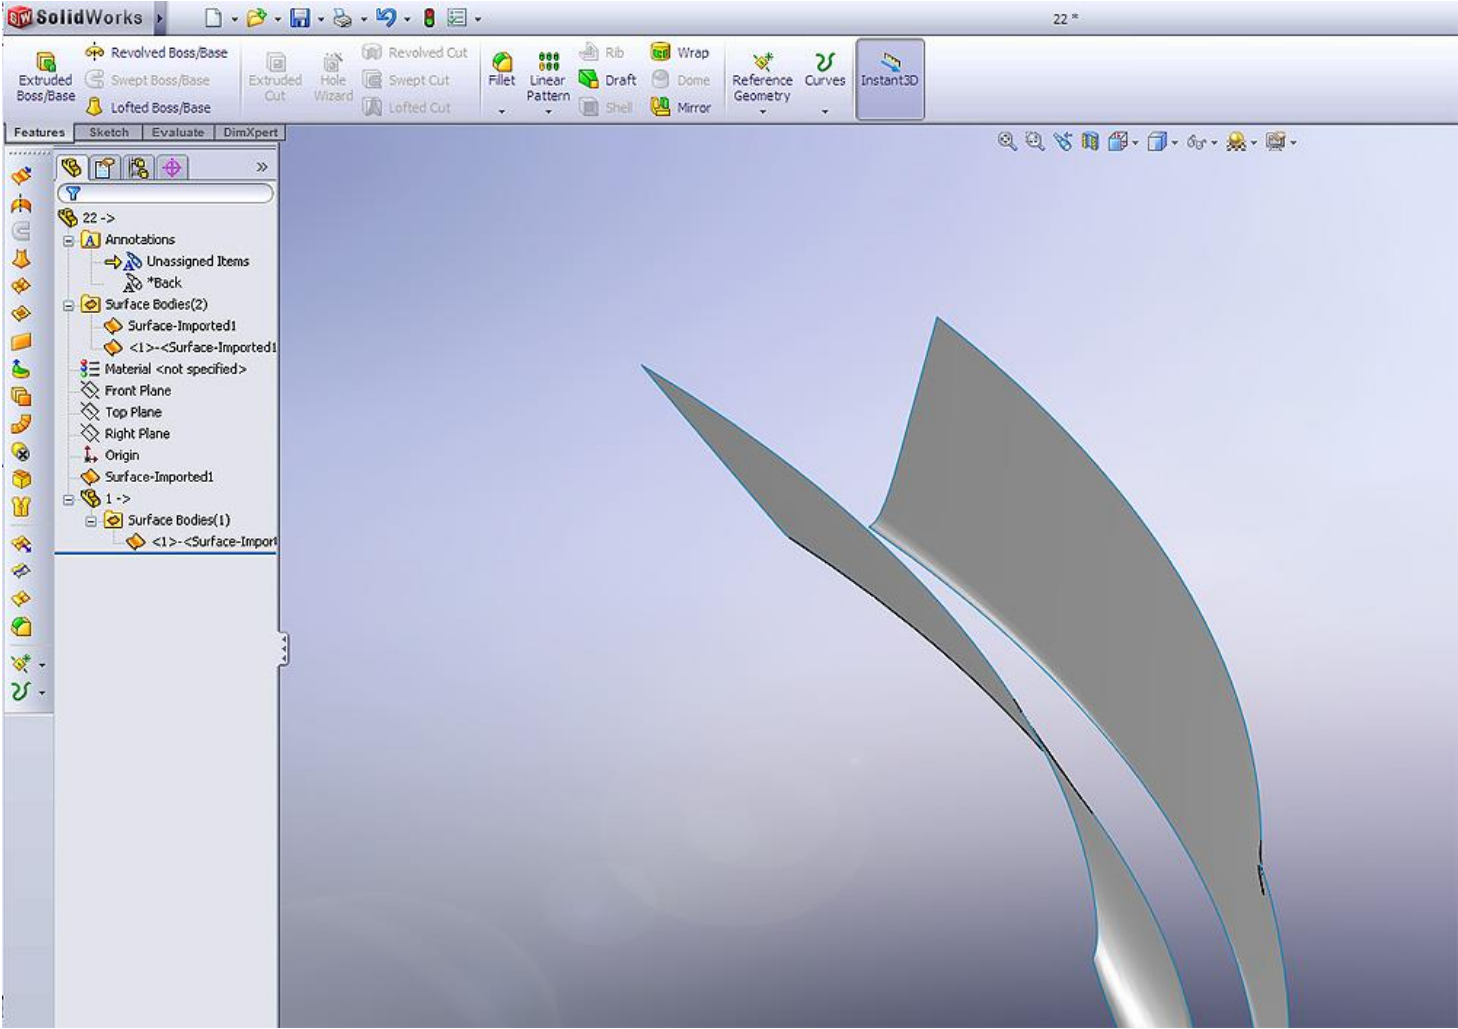 SolidWorks
22 *
Extruded Boss/Base
Revolved Boss/Base
Swept Boss/Base
Lofted Boss/Base
Extruded Cut
Hole Wizard
Revolved Cut
Swept Cut
Lofted Cut
Fillet
Linear Pattern
Rib
Draft
Shell
Wrap
Dome
Mirror
Reference Geometry
Curves
Instant3D
Features Sketch Evaluate DimXpert
22 ->
Annotations
Unassigned Items
*Back
Surface Bodies(2)
Surface-Imported1
<1>-<Surface-Imported1
Material <not specified>
Front Plane
Top Plane
Right Plane
Origin
Surface-Imported1
1 ->
Surface Bodies(1)
<1>-<Surface-Import